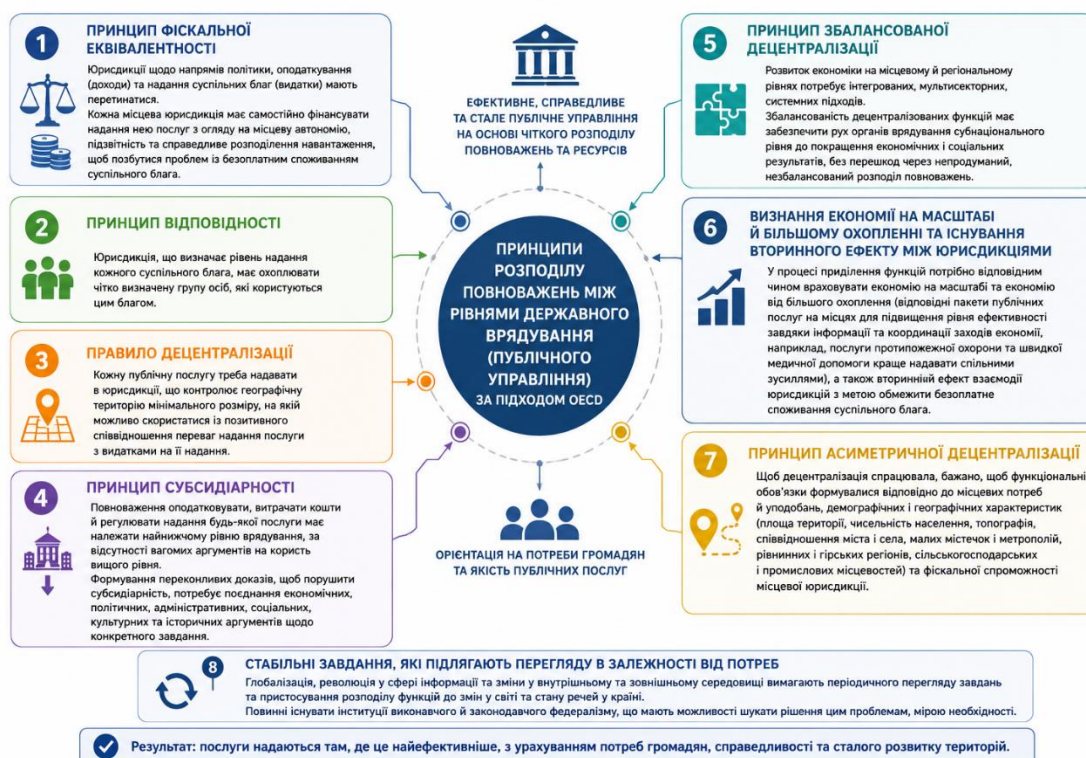 1
ПРИНЦИП ФІСКАЛЬНОЇ
ЕКВІВАЛЕНТНОСТІ
Юрисдикції щодо напрямів політики, оподаткування
(доходи) та надання суспільних благ (видатки) мають
перетинатися.
Кожна місцева юрисдикція має самостійно фінансувати
надання нею послуг з огляду на місцеву автономію,
підзвітність та справедливе розподілення навантаження,
щоб позбутися проблем із безоплатним споживанням
суспільного блага.
2
ПРИНЦИП ВІДПОВІДНОСТІ
Юрисдикція, що визначає рівень надання
кожного суспільного блага, має охоплювати
чітко визначену групу осіб, які користуються
цим благом.
3
ПРАВИЛО ДЕЦЕНТРАЛІЗАЦІЇ
Кожну публічну послугу треба надавати
в юрисдикції, що контролює географічну
територію мінімального розміру, на якій
можливо скористатися із позитивного
співвідношення переваг надання послуги
з видатками на її надання.
4
ПРИНЦИП СУБСИДІАРНОСТІ
Повноваження оподатковувати, витрачати кошти
й регулювати надання будь-якої послуги має
належати найнижчому рівню врядування, за
відсутності вагомих аргументів на користь
вищого рівня.
Формування переконливих доказів, щоб порушити
субсидіарність, потребує поєднання економічних,
політичних, адміністративних, соціальних,
культурних та історичних аргументів щодо
конкретного завдання.
ЕФЕКТИВНЕ, СПРАВЕДЛИВЕ
ТА СТАЛЕ ПУБЛІЧНЕ УПРАВЛІННЯ
НА ОСНОВІ ЧІТКОГО РОЗПОДІЛУ
ПОВНОВАЖЕНЬ ТА РЕСУРСІВ
ПРИНЦИПИ
РОЗПОДІЛУ
ПОВНОВАЖЕНЬ МІЖ
РІВНЯМИ ДЕРЖАВНОГО
ВРЯДУВАННЯ
(ПУБЛІЧНОГО
УПРАВЛІННЯ)
ЗА ПІДХОДОМ OECD
ОРІЄНТАЦІЯ НА ПОТРЕБИ ГРОМАДЯН
ТА ЯКІСТЬ ПУБЛІЧНИХ ПОСЛУГ
5
ПРИНЦИП ЗБАЛАНСОВАНОЇ
ДЕЦЕНТРАЛІЗАЦІЇ
Розвиток економіки на місцевому й регіональному
рівнях потребує інтегрованих, мультисекторних,
системних підходів.
Збалансованість децентралізованих функцій має
забезпечити рух органів врядування субнаціонального
рівня до покращення економічних і соціальних
результатів, без перешкод через непродуманий,
незбалансований розподіл повноважень.
6
ВИЗНАННЯ ЕКОНОМІЇ НА МАСШТАБІ
Й БІЛЬШОМУ ОХОПЛЕННІ ТА ІСНУВАННЯ
ВТОРИННОГО ЕФЕКТУ МІЖ ЮРИСДИКЦІЯМИ
У процесі приділення функцій потрібно відповідним
чином враховувати економію на масштабі та економію
від більшого охоплення (відповідні пакети публічних
послуг на місцях для підвищення рівня ефективності
завдяки інформації та координації заходів економії,
наприклад, послуги протипожежної охорони та швидкої
медичної допомоги краще надавати спільними
зусиллями), а також вторинній ефект взаємодії
юрисдикцій з метою обмежити безоплатне
споживання суспільного блага.
7
ПРИНЦИП АСИМЕТРИЧНОЇ ДЕЦЕНТРАЛІЗАЦІЇ
Щоб децентралізація спрацювала, бажано, щоб функціональні
обов'язки формувалися відповідно до місцевих потреб
й уподобань, демографічних і географічних характеристик
(площа території, чисельність населення, топографія,
співвідношення міста і села, малих містечок і метрополій,
рівнинних і гірських регіонів, сільськогосподарських
і промислових місцевостей) та фіскальної спроможності
місцевої юрисдикції.
8
СТАБІЛЬНІ ЗАВДАННЯ, ЯКІ ПІДЛЯГАЮТЬ ПЕРЕГЛЯДУ В ЗАЛЕЖНОСТІ ВІД ПОТРЕБ
Глобалізація, революція у сфері інформації та зміни у внутрішньому та зовнішньому середовищі вимагають періодичного перегляду завдань
та пристосування розподілу функцій до змін у світі та стану речей у країні.
Повинні існувати інституції виконавчого й законодавчого федералізму, що мають можливості шукати рішення цим проблемам, мірою необхідності.
Результат: послуги надаються там, де це найефективніше, з урахуванням потреб громадян, справедливості та сталого розвитку територій.